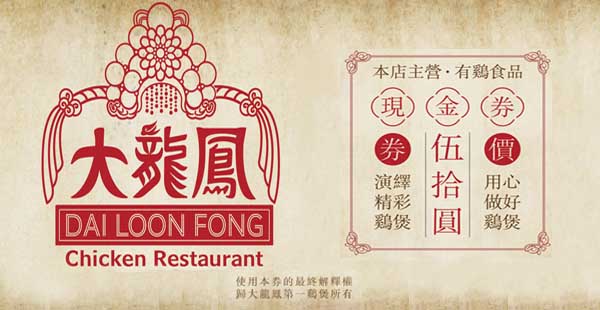 大龍鳳
DAI LOON FONG
Chicken Restaurant
本店主營·有鷄食品
現金券
券價
伍拾圓
演繹
精彩
鷄煲
用心
做好
鷄煲
使用本券的最終解釋權
歸大龍鳳第一鷄煲所有